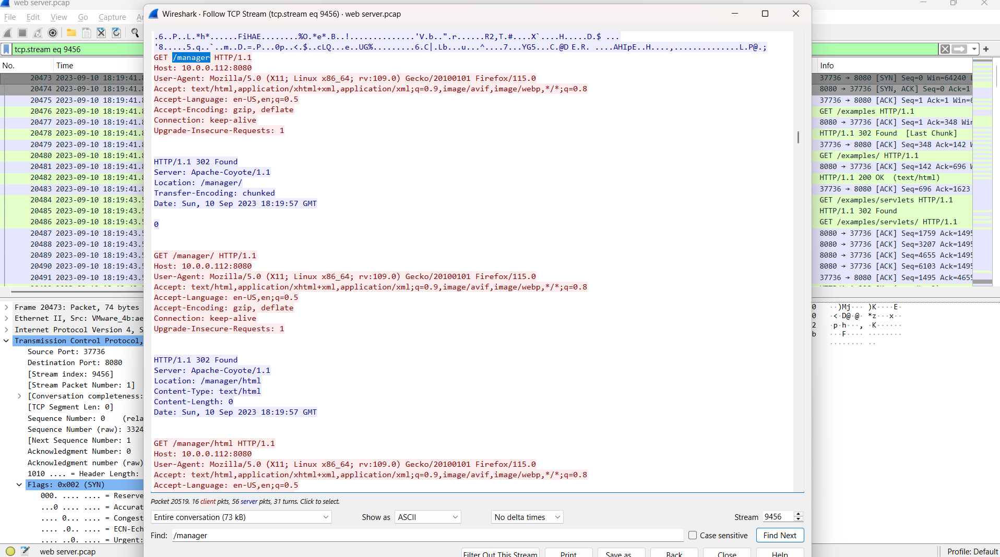 web server.pcap
File Edit View Go Capture
tcp.stream eq 9456
No. Time
20473 2023-09-10 18:19:41.8
20474 2023-09-10 18:19:41.8
20475 2023-09-10 18:19:41.8
20476 2023-09-10 18:19:41.8
20477 2023-09-10 18:19:41.8
20478 2023-09-10 18:19:41.8
20479 2023-09-10 18:19:41.8
20480 2023-09-10 18:19:41.8
20481 2023-09-10 18:19:41.8
20482 2023-09-10 18:19:41.8
20483 2023-09-10 18:19:41.8
20484 2023-09-10 18:19:43.5
20485 2023-09-10 18:19:43.5
20486 2023-09-10 18:19:43.5
20487 2023-09-10 18:19:43.5
20488 2023-09-10 18:19:43.5
20489 2023-09-10 18:19:43.5
20490 2023-09-10 18:19:43.5
20491 2023-09-10 18:19:43.5
Frame 20473: Packet, 74 bytes
Ethernet II, Src: VMware_4b:ae
Internet Protocol Version 4, S
Transmission Control Protocol,
Source Port: 37736
Destination Port: 8080
[Stream index: 9456]
[Stream Packet Number: 1]
[Conversation completeness:
[TCP Segment Len: 0]
Sequence Number: 0 (rela
Sequence Number (raw): 3324
[Next Sequence Number: 1
Acknowledgment Number: 0
Acknowledgment number (raw)
1010 .... = Header Length:
Flags: 0x002 (SYN)
000. .... .... = Reserve
...0 .... .... = Accurat
.... 0... .... = Congest
.... .0.. .... = ECN-Ech
.... ..0. .... = Urgent:
web server.pcap
Wireshark · Follow TCP Stream (tcp.stream eq 9456) · web server.pcap
.6..P..L.*h*......FiHAE........%O.*e*.B..!..............'V.b..".r......R2,T.#....X`....H.....D.$ ...
'8.....5.q..`..m..D.=.P...0p..<.$..cLQ...e..UG%.........6.C|.Lb...u...^....7...YG5...C.@D E.R. ....AHIpE..H....,..............L.P@.;
GET /manager HTTP/1.1
Host: 10.0.0.112:8080
User-Agent: Mozilla/5.0 (X11; Linux x86_64; rv:109.0) Gecko/20100101 Firefox/115.0
Accept: text/html,application/xhtml+xml,application/xml;q=0.9,image/avif,image/webp,*/*;q=0.8
Accept-Language: en-US,en;q=0.5
Accept-Encoding: gzip, deflate
Connection: keep-alive
Upgrade-Insecure-Requests: 1
HTTP/1.1 302 Found
Server: Apache-Coyote/1.1
Location: /manager/
Transfer-Encoding: chunked
Date: Sun, 10 Sep 2023 18:19:57 GMT
0
GET /manager/ HTTP/1.1
Host: 10.0.0.112:8080
User-Agent: Mozilla/5.0 (X11; Linux x86_64; rv:109.0) Gecko/20100101 Firefox/115.0
Accept: text/html,application/xhtml+xml,application/xml;q=0.9,image/avif,image/webp,*/*;q=0.8
Accept-Language: en-US,en;q=0.5
Accept-Encoding: gzip, deflate
Connection: keep-alive
Upgrade-Insecure-Requests: 1
HTTP/1.1 302 Found
Server: Apache-Coyote/1.1
Location: /manager/html
Content-Type: text/html
Content-Length: 0
Date: Sun, 10 Sep 2023 18:19:57 GMT
GET /manager/html HTTP/1.1
Host: 10.0.0.112:8080
User-Agent: Mozilla/5.0 (X11; Linux x86_64; rv:109.0) Gecko/20100101 Firefox/115.0
Accept: text/html,application/xhtml+xml,application/xml;q=0.9,image/avif,image/webp,*/*;q=0.8
Accept-Language: en-US,en;q=0.5
Packet 20519. 16 client pkts, 56 server pkts, 31 turns. Click to select.
Entire conversation (73 kB) Show as ASCII No delta times Stream 9456
Find: /manager Case sensitive Find Next
Filter Out This Stream Print Save as... Back Close Help
Info
37736 → 8080 [SYN] Seq=0 Win=64240 L
8080 → 37736 [SYN, ACK] Seq=0 Ack=1
37736 → 8080 [ACK] Seq=1 Ack=1 Win=6
GET /examples HTTP/1.1
8080 → 37736 [ACK] Seq=1 Ack=348 Win
HTTP/1.1 302 Found [Last Chunk]
37736 → 8080 [ACK] Seq=348 Ack=142 W
GET /examples/ HTTP/1.1
8080 → 37736 [ACK] Seq=142 Ack=696 W
HTTP/1.1 200 OK (text/html)
37736 → 8080 [ACK] Seq=696 Ack=1623
GET /examples/servlets HTTP/1.1
HTTP/1.1 302 Found
GET /examples/servlets/ HTTP/1.1
8080 → 37736 [ACK] Seq=1759 Ack=1495
8080 → 37736 [ACK] Seq=3207 Ack=1495
8080 → 37736 [ACK] Seq=4655 Ack=1495
8080 → 37736 [ACK] Seq=6103 Ack=1495
37736 → 8080 [ACK] Seq=1495 Ack=4655
0 ··)Mj··· )K····E·
0 ·<·D@·@· *z···x··
2 ·p·h···, ·K······
b ···F···· ········
········ ··
Profile: Default